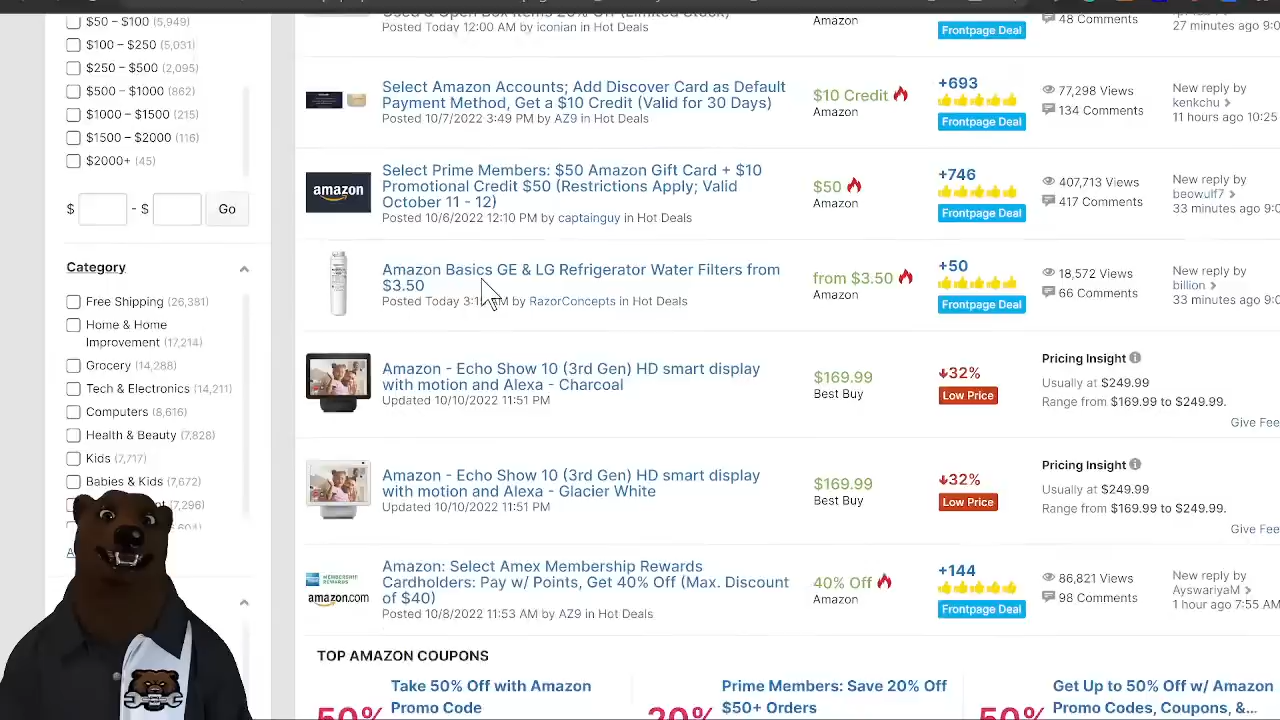 $50 – $100 (5,949)
$100 – $250 (5,031)
$250 – $500 (2,095)
$500 – $1000 (862)
$1000 – $1500 (215)
$1500 – $2000 (116)
$2000+ (45)
$ - $ Go
Category
Free Shipping (26,381)
Home & Home
Improvement (17,214)
Grocery (14,288)
Tech & Electronics (14,211)
Computers (8,616)
Health & Beauty (7,828)
Kids (7,717)
Babies & Kids (7,672)
Used & Open Box Items 20% Off (Limited Stock)
Posted Today 12:00 AM by iconian in Hot Deals
Amazon
Frontpage Deal
48 Comments
27 minutes ago
Select Amazon Accounts; Add Discover Card as Default
Payment Method, Get a $10 Credit (Valid for 30 Days)
Posted 10/7/2022 3:49 PM by AZ9 in Hot Deals
$10 Credit
Amazon
+693
Frontpage Deal
77,298 Views
134 Comments
New reply by
kenkchu
11 hours ago 10:25
amazon
Select Prime Members: $50 Amazon Gift Card + $10
Promotional Credit $50 (Restrictions Apply; Valid
October 11 - 12)
Posted 10/6/2022 12:10 PM by captainguy in Hot Deals
$50
Amazon
+746
Frontpage Deal
407,713 Views
417 Comments
New reply by
beowulf7
33 minutes ago
Amazon Basics GE & LG Refrigerator Water Filters from
$3.50
Posted Today by RazorConcepts in Hot Deals
from $3.50
Amazon
+50
Frontpage Deal
18,572 Views
66 Comments
New reply by
billion
33 minutes ago
Amazon - Echo Show 10 (3rd Gen) HD smart display
with motion and Alexa - Charcoal
Updated 10/10/2022 11:51 PM
$169.99
Best Buy
32%
Low Price
Pricing Insight
Usually at $249.99
Range from $169.99 to $249.99.
Give Fee
Amazon - Echo Show 10 (3rd Gen) HD smart display
with motion and Alexa - Glacier White
Updated 10/10/2022 11:51 PM
$169.99
Best Buy
32%
Low Price
Pricing Insight
Usually at $249.99
Range from $169.99 to $249.99.
Give Fee
MEMBERSHIP
REWARDS
amazon.com
Amazon: Select Amex Membership Rewards
Cardholders: Pay w/ Points, Get 40% Off (Max. Discount
of $40)
Posted 10/8/2022 11:53 AM by AZ9 in Hot Deals
40% Off
Amazon
+144
Frontpage Deal
86,821 Views
98 Comments
New reply by
AyswariyaM
1 hour ago 7:55 AM
TOP AMAZON COUPONS
50%
Take 50% Off with Amazon
Promo Code
20%
Prime Members: Save 20% Off
$50+ Orders
50%
Get Up to 50% Off w/ Amazon
Promo Codes, Coupons, &...